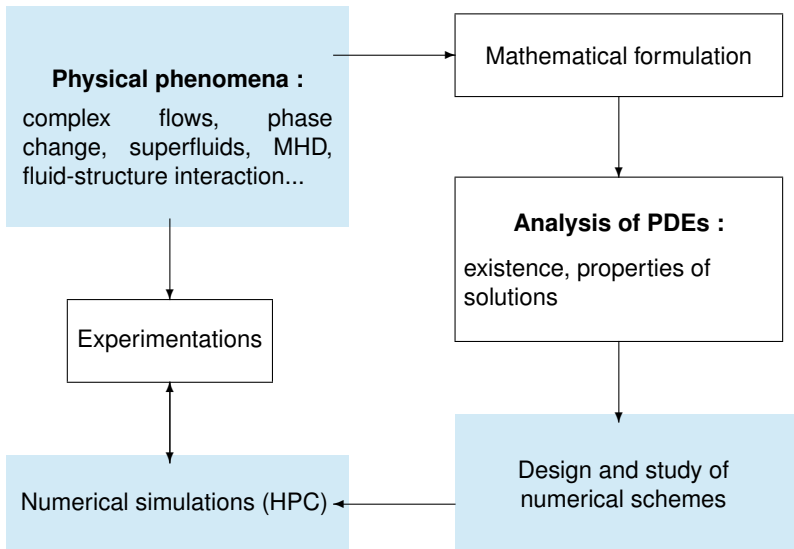 Physical phenomena :
complex flows, phase
change, superfluids, MHD,
fluid-structure interaction...
Mathematical formulation
Analysis of PDEs :
existence, properties of
solutions
Experimentations
Design and study of
numerical schemes
Numerical simulations (HPC)